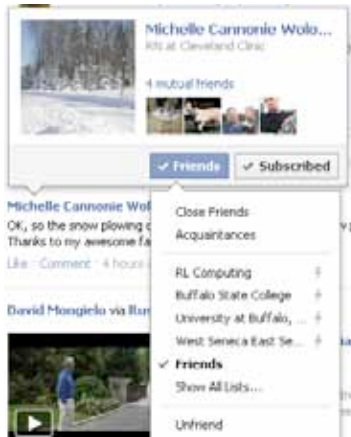 Michelle Cannonie Wolo...
RN at Cleveland Clinic
4 mutual friends
✓ Friends
✓ Subscribed
Michelle Cannonie Wol
OK, so the snow plowing
Thanks to my awesome fa
Like · Comment · 4 hours
David Mongielo via
Close Friends
Acquaintances
RL Computing
Buffalo State College
University at Buffalo, ...
West Seneca East Se...
✓ Friends
Show All Lists...
Unfriend